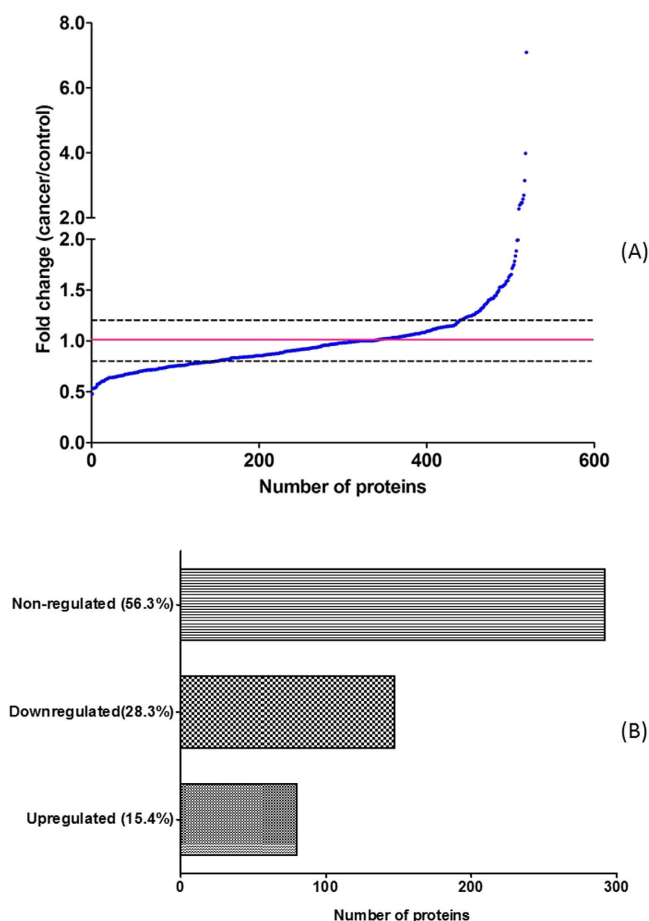 8.0
6.0
4.0
2.0
2.0
1.5
1.0
0.5
0.0
Fold change (cancer/control)
0 200 400 600
Number of proteins
(A)
Non-regulated (56.3%)
Downregulated(28.3%)
Upregulated (15.4%)
(B)
0 100 200 300
Number of proteins